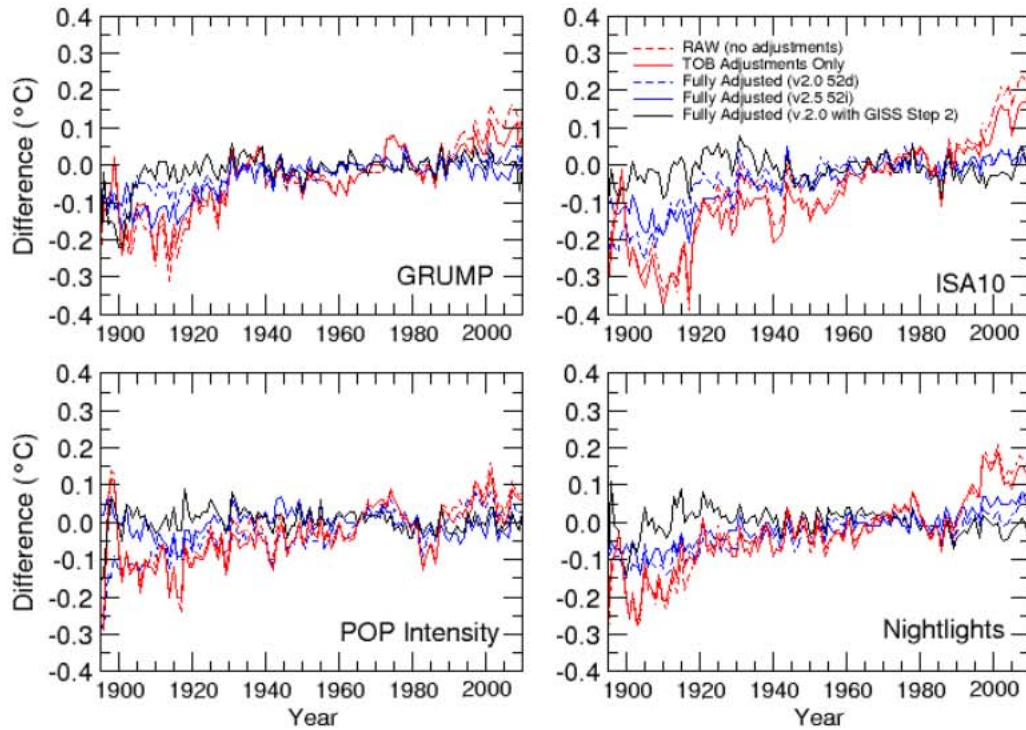 0.4
0.3
0.2
0.1
0.0
-0.1
-0.2
-0.3
-0.4
Difference (°C)
GRUMP
1900 1920 1940 1960 1980 2000
0.4
0.3
0.2
0.1
0.0
-0.1
-0.2
-0.3
-0.4
RAW (no adjustments)
TOB Adjustments Only
Fully Adjusted (v2.0 52d)
Fully Adjusted (v2.5 52i)
Fully Adjusted (v.2.0 with GISS Step 2)
ISA10
1900 1920 1940 1960 1980 2000
0.4
0.3
0.2
0.1
0.0
-0.1
-0.2
-0.3
-0.4
Difference (°C)
POP Intensity
1900 1920 1940 1960 1980 2000
Year
0.4
0.3
0.2
0.1
0.0
-0.1
-0.2
-0.3
-0.4
Nightlights
1900 1920 1940 1960 1980 2000
Year